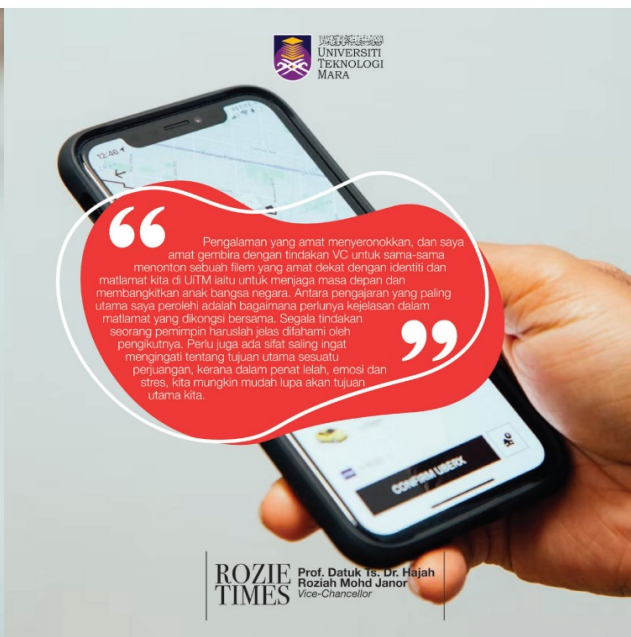 UNIVERSITI
TEKNOLOGI
MARA
12:46
“
Pengalaman yang amat menyeronokkan, dan saya
amat gembira dengan tindakan VC untuk sama-sama
menonton sebuah filem yang amat dekat dengan identiti dan
matlamat kita di UiTM iaitu untuk menjaga masa depan dan
membangkitkan anak bangsa negara. Antara pengajaran yang paling
utama saya perolehi adalah bagaimana perlunya kejelasan dalam
matlamat yang dikongsi bersama. Segala tindakan
seorang pemimpin haruslah jelas difahami oleh
pengikutnya. Perlu juga ada sifat saling ingat
mengingati tentang tujuan utama sesuatu
perjuangan, kerana dalam penat lelah, emosi dan
stres, kita mungkin mudah lupa akan tujuan
utama kita.
”
CONFIRM UBERX
ROZIE
TIMES
Prof. Datuk Ts. Dr. Hajah
Roziah Mohd Janor
Vice-Chancellor